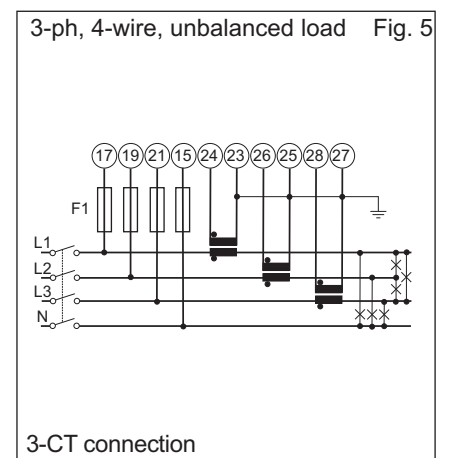 3-ph, 4-wire, unbalanced load Fig. 5
17 19 21 15 24 23 26 25 28 27
F1
L1
L2
L3
N
3-CT connection